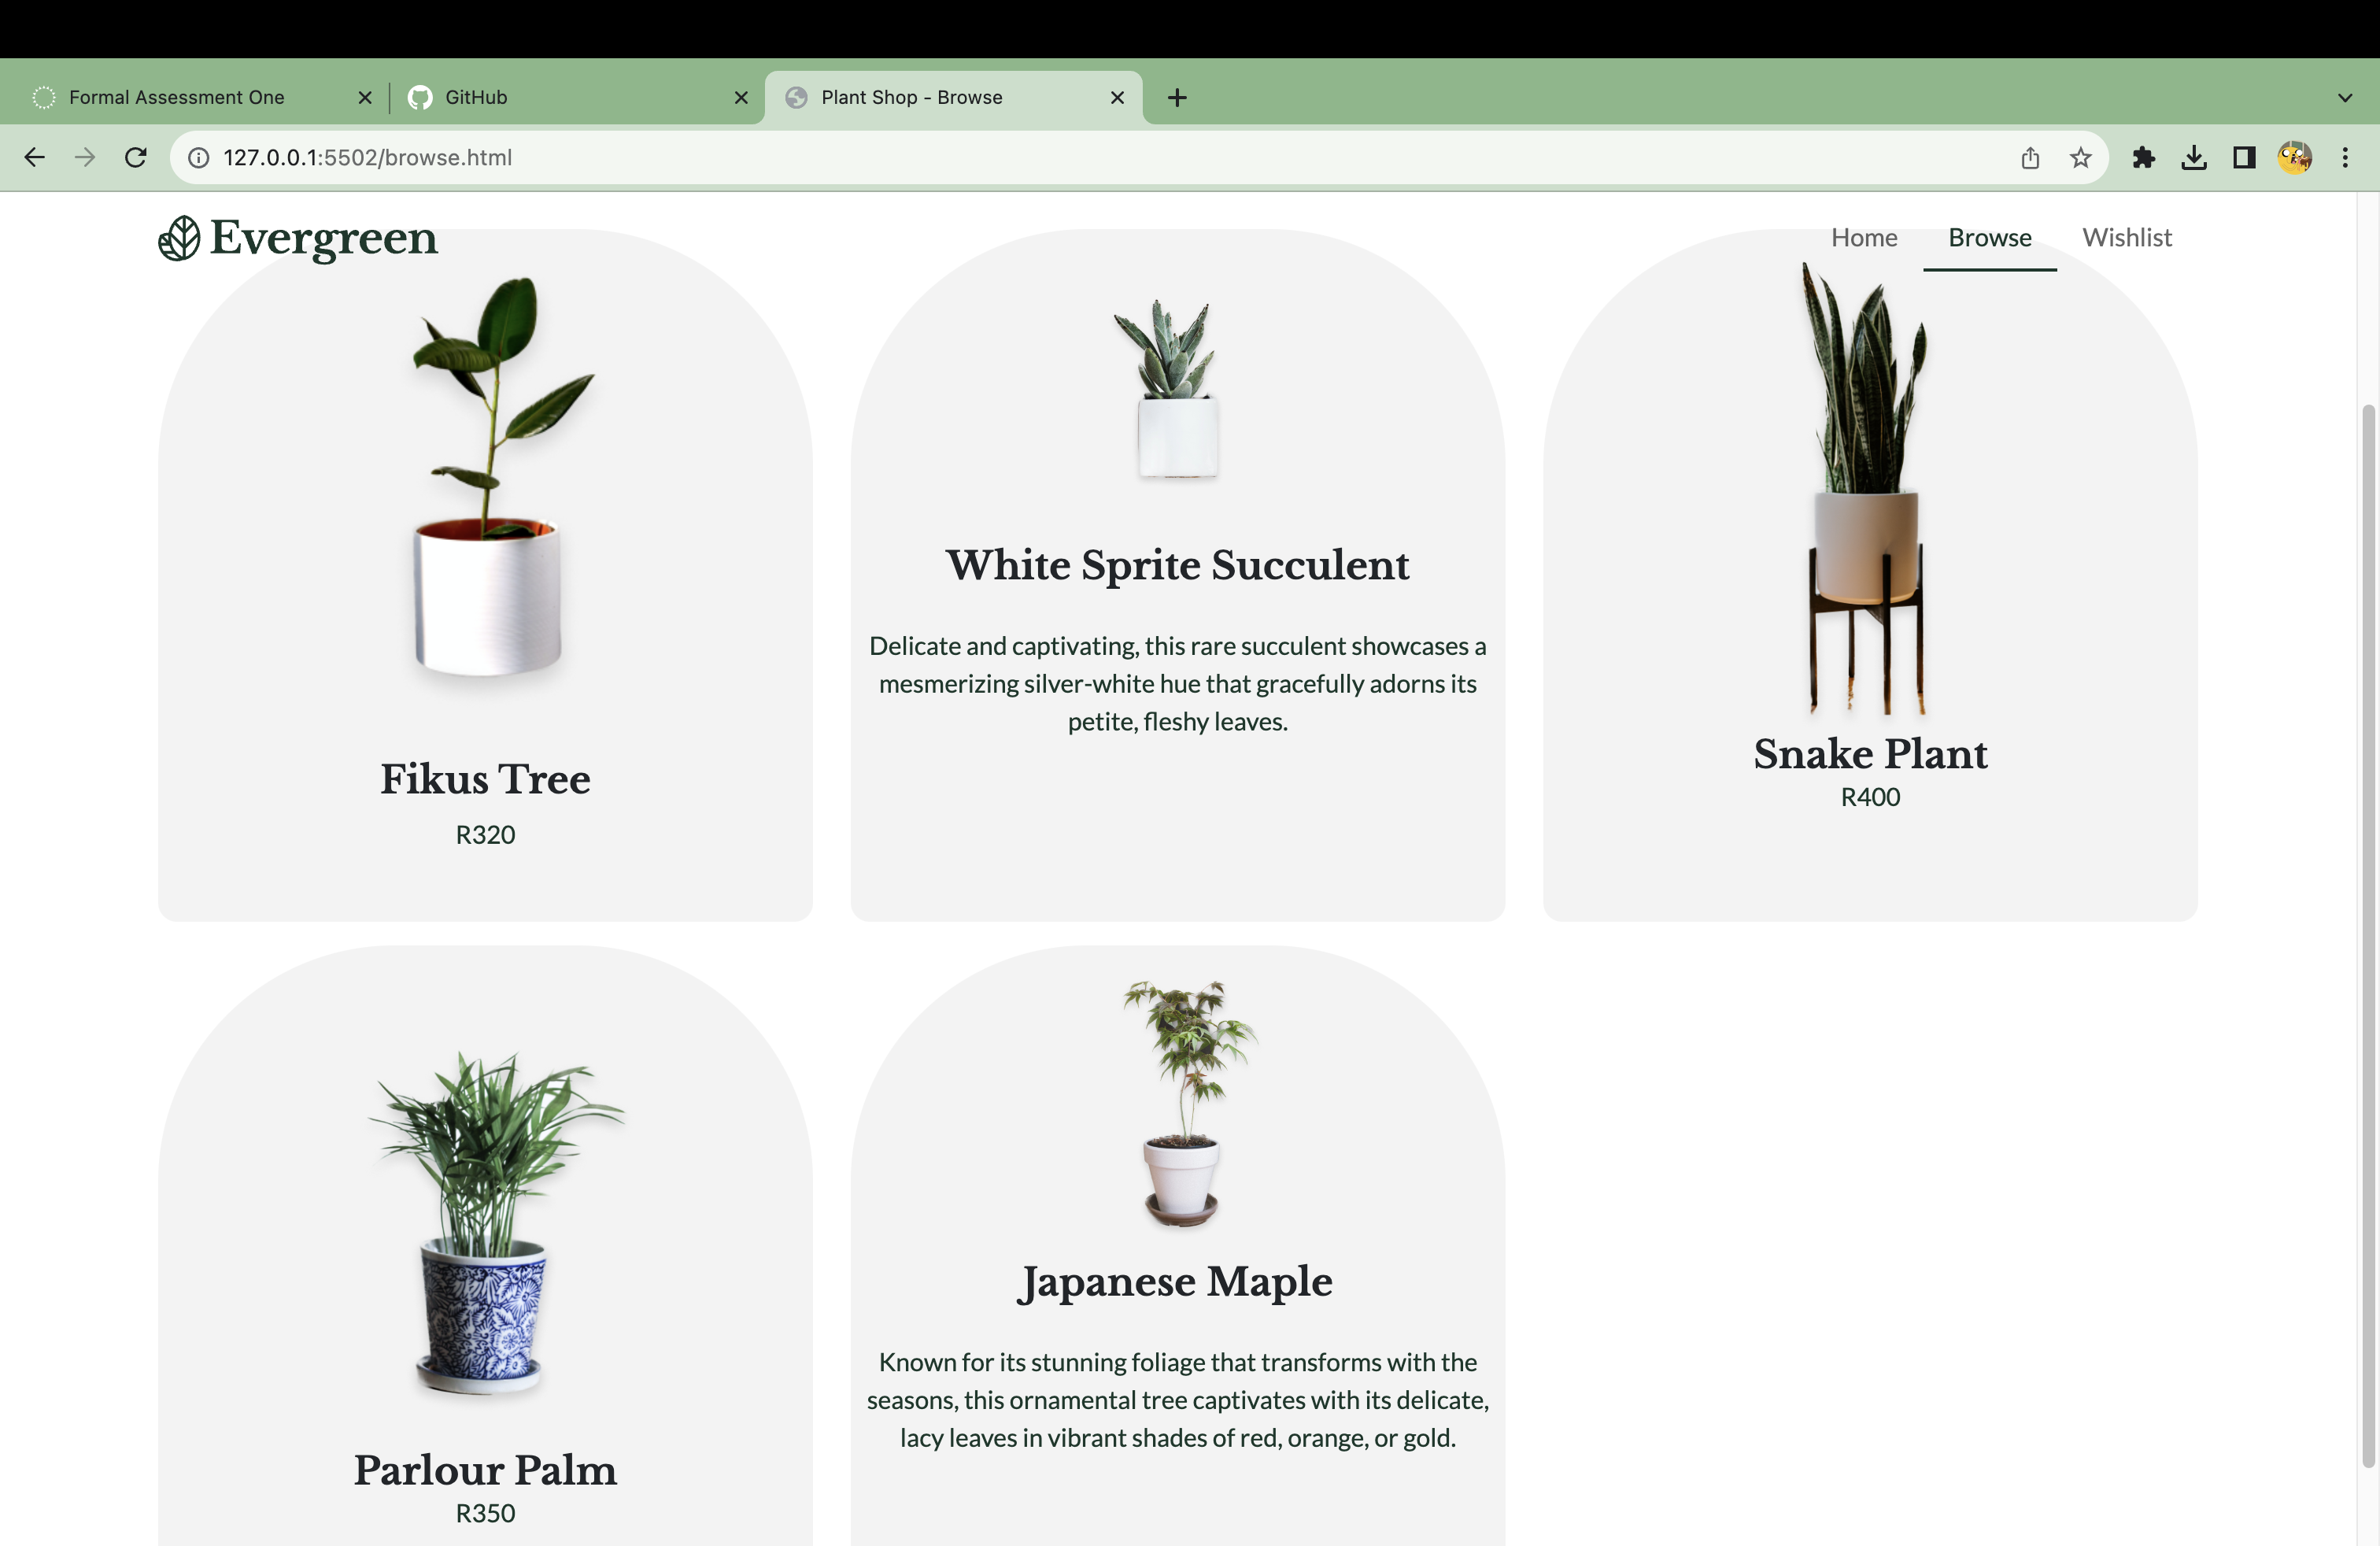 Formal Assessment One
GitHub
Plant Shop - Browse
127.0.0.1:5502/browse.html
Evergreen
Home
Browse
Wishlist
Fikus Tree
R320
White Sprite Succulent
Delicate and captivating, this rare succulent showcases a
mesmerizing silver-white hue that gracefully adorns its
petite, fleshy leaves.
Snake Plant
R400
Parlour Palm
R350
Japanese Maple
Known for its stunning foliage that transforms with the
seasons, this ornamental tree captivates with its delicate,
lacy leaves in vibrant shades of red, orange, or gold.